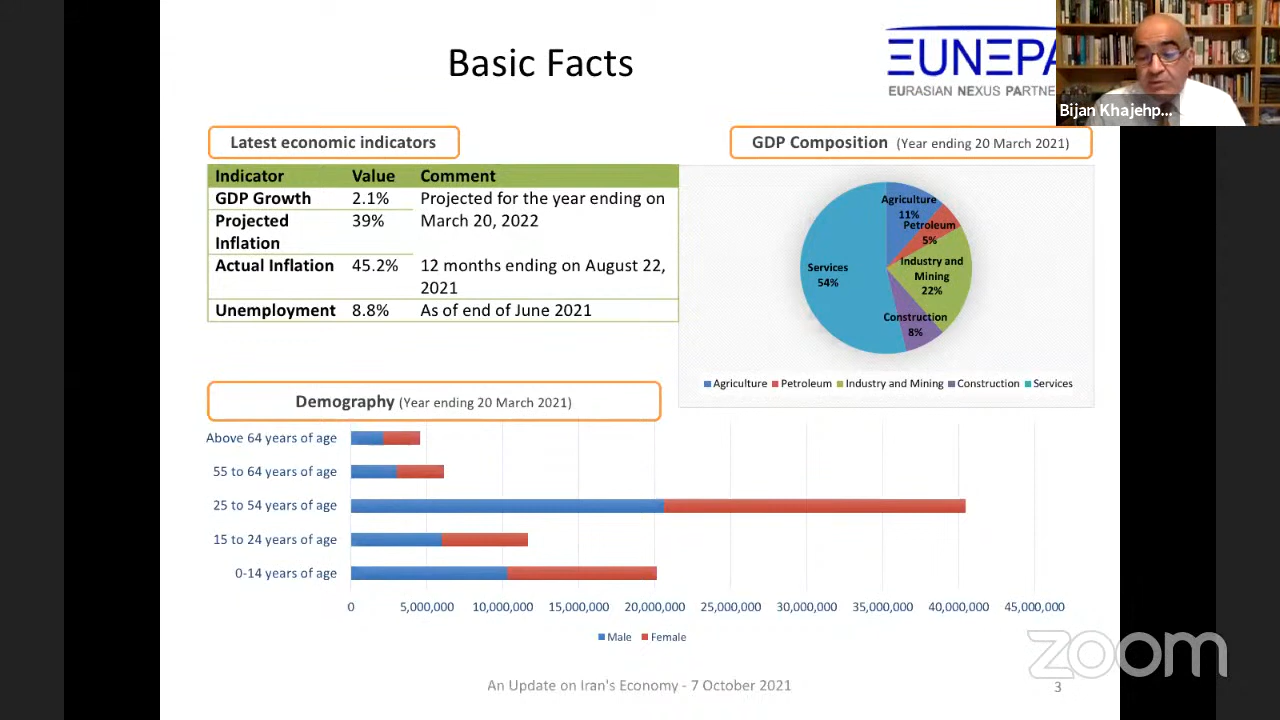 Basic Facts
EUNEPA
EURASIAN NEXUS PARTNE
Bijan Khajehp...
Latest economic indicators
Indicator Value Comment
GDP Growth 2.1% Projected for the year ending on
Projected 39% March 20, 2022
Inflation
Actual Inflation 45.2% 12 months ending on August 22,
2021
Unemployment 8.8% As of end of June 2021
GDP Composition (Year ending 20 March 2021)
Agriculture
11%
Petroleum
5%
Industry and
Mining
22%
Services
54%
Construction
8%
Agriculture Petroleum Industry and Mining Construction Services
Demography (Year ending 20 March 2021)
Above 64 years of age
55 to 64 years of age
25 to 54 years of age
15 to 24 years of age
0-14 years of age
0 5,000,000 10,000,000 15,000,000 20,000,000 25,000,000 30,000,000 35,000,000 40,000,000 45,000,000
Male Female
zoom
An Update on Iran's Economy - 7 October 2021
3